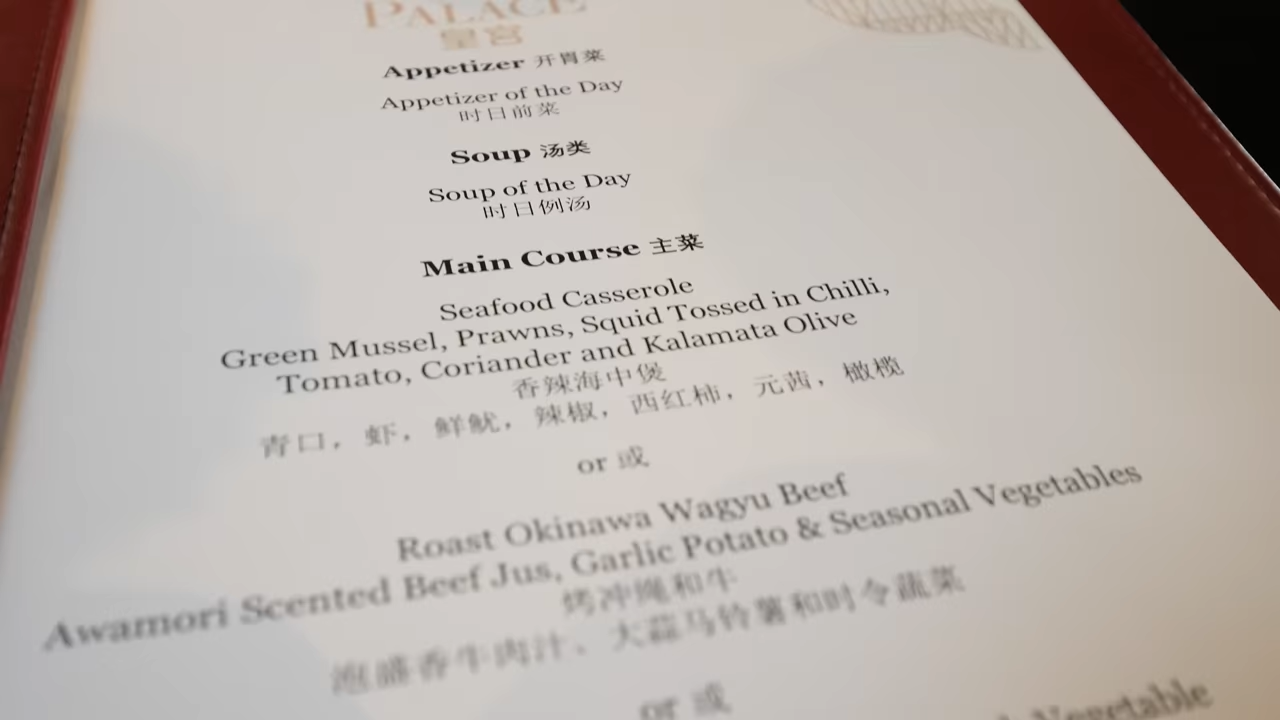 PALACE
皇宫
Appetizer 开胃菜
Appetizer of the Day
时日前菜
Soup 汤类
Soup of the Day
时日例汤
Main Course 主菜
Seafood Casserole
Green Mussel, Prawns, Squid Tossed in Chilli,
Tomato, Coriander and Kalamata Olive
香辣海中煲
青口，虾，鲜鱿，辣椒，西红柿，元茜，橄榄
or 或
Roast Okinawa Wagyu Beef
Awamori Scented Beef Jus, Garlic Potato & Seasonal Vegetables
烤冲绳和牛
泡盛香牛肉汁、大蒜马铃薯和时令蔬菜
or 或
Vegetable